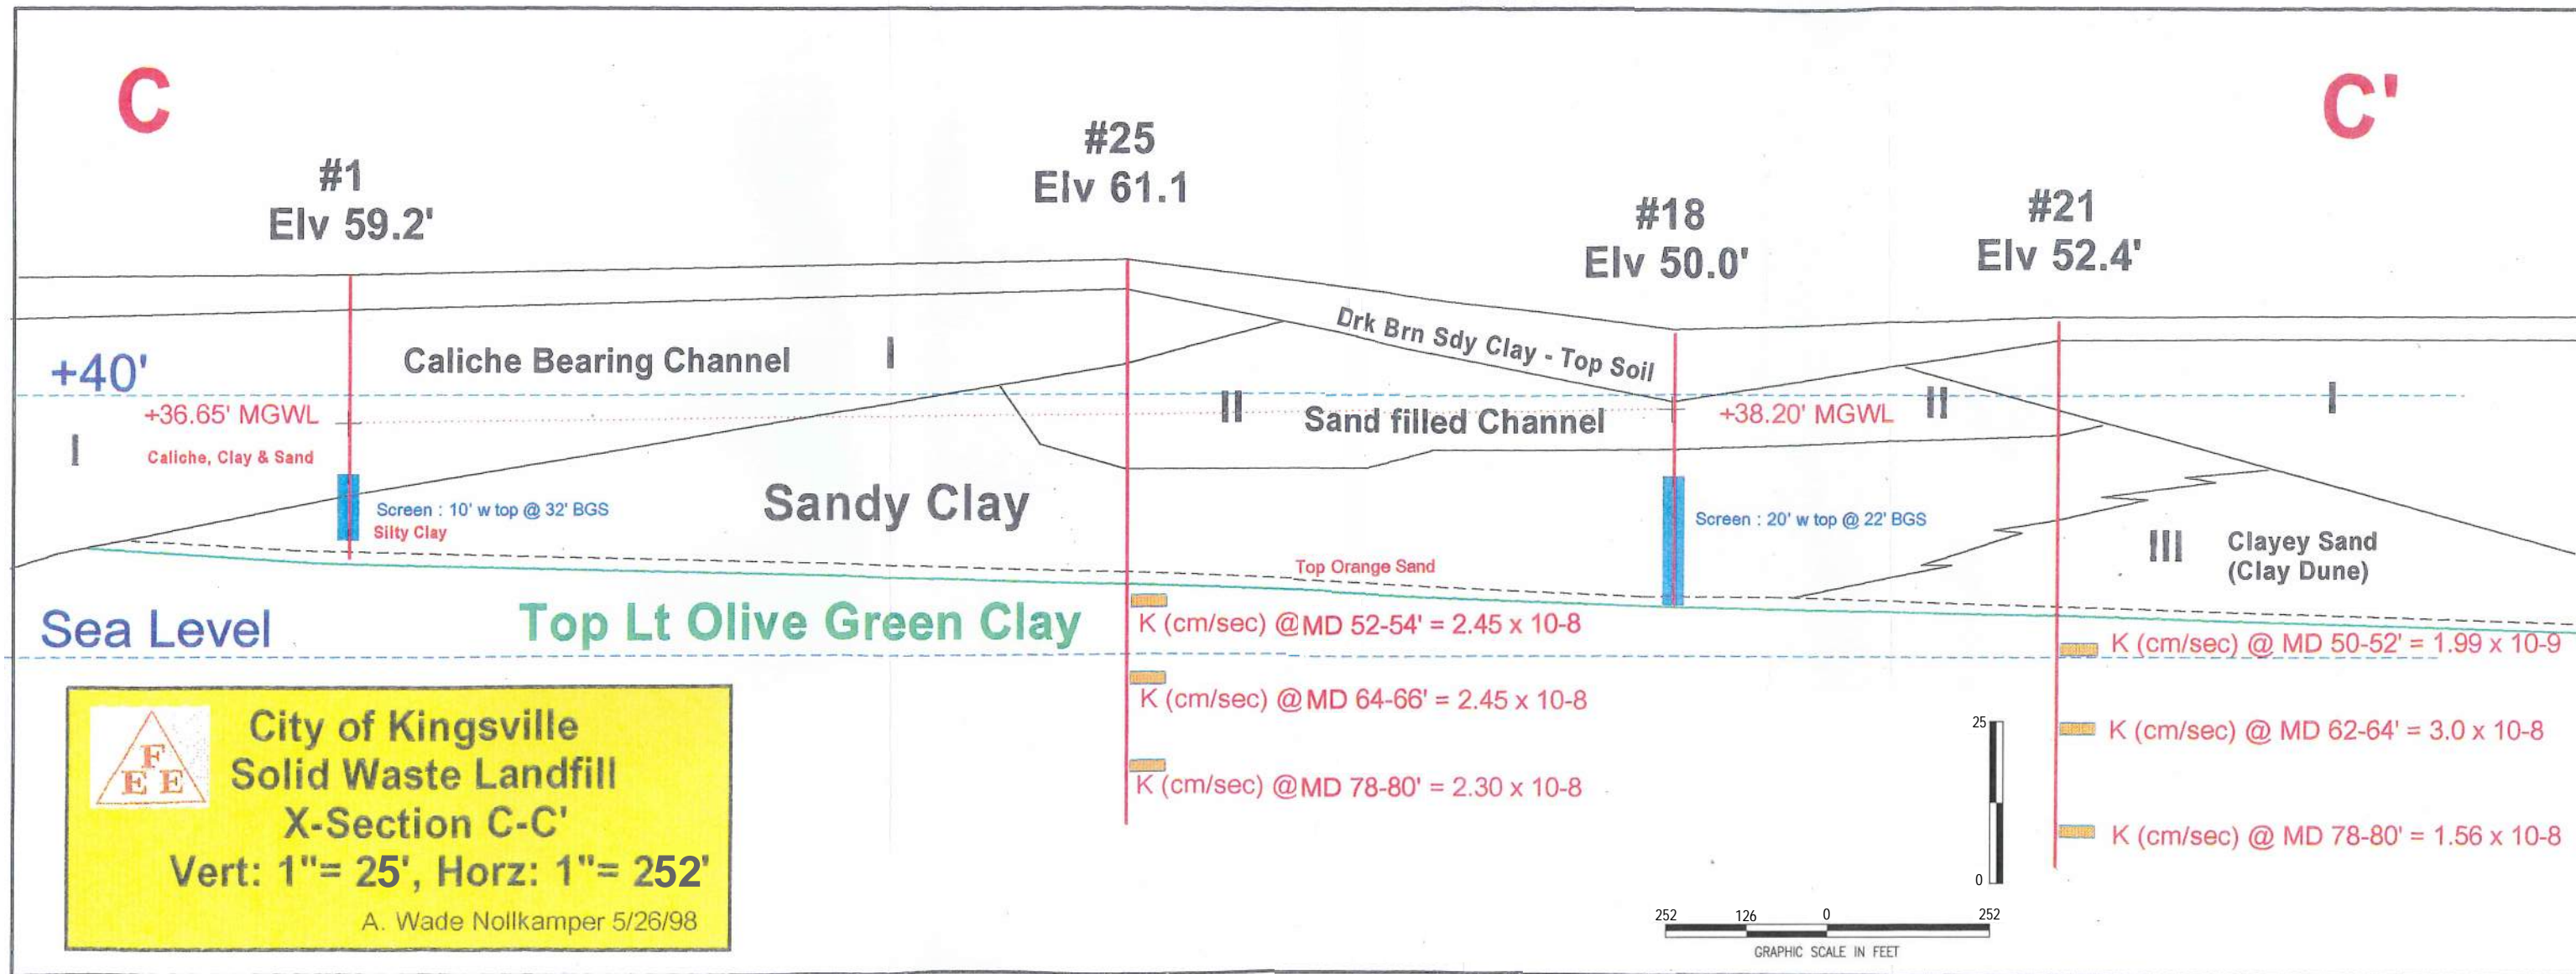 C
C'
#1
Elv 59.2'
#25
Elv 61.1
#18
Elv 50.0'
#21
Elv 52.4'
Drk Brn Sdy Clay - Top Soil
Caliche Bearing Channel
I
+40'
+36.65' MGWL
I
Caliche, Clay & Sand
II
Sand filled Channel
+38.20' MGWL
II
I
Screen : 10' w top @ 32' BGS
Silty Clay
Sandy Clay
Screen : 20' w top @ 22' BGS
III
Clayey Sand
(Clay Dune)
Top Orange Sand
Sea Level
Top Lt Olive Green Clay
K (cm/sec) @MD 52-54' = 2.45 x 10-8
K (cm/sec) @MD 64-66' = 2.45 x 10-8
K (cm/sec) @MD 78-80' = 2.30 x 10-8
K (cm/sec) @ MD 50-52' = 1.99 x 10-9
K (cm/sec) @ MD 62-64' = 3.0 x 10-8
K (cm/sec) @ MD 78-80' = 1.56 x 10-8
F
E E
City of Kingsville
Solid Waste Landfill
X-Section C-C'
Vert: 1"= 25', Horz: 1"= 252'
A. Wade Nollkamper 5/26/98
25
0
252 126 0 252
GRAPHIC SCALE IN FEET